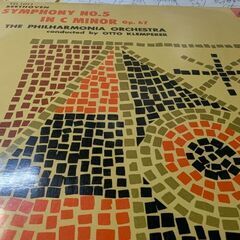 BEETHOVEN
SYMPHONY NO.5
IN C MINOR Op. 67
THE PHILHARMONIA ORCHESTRA
conducted by OTTO KLEMPERER